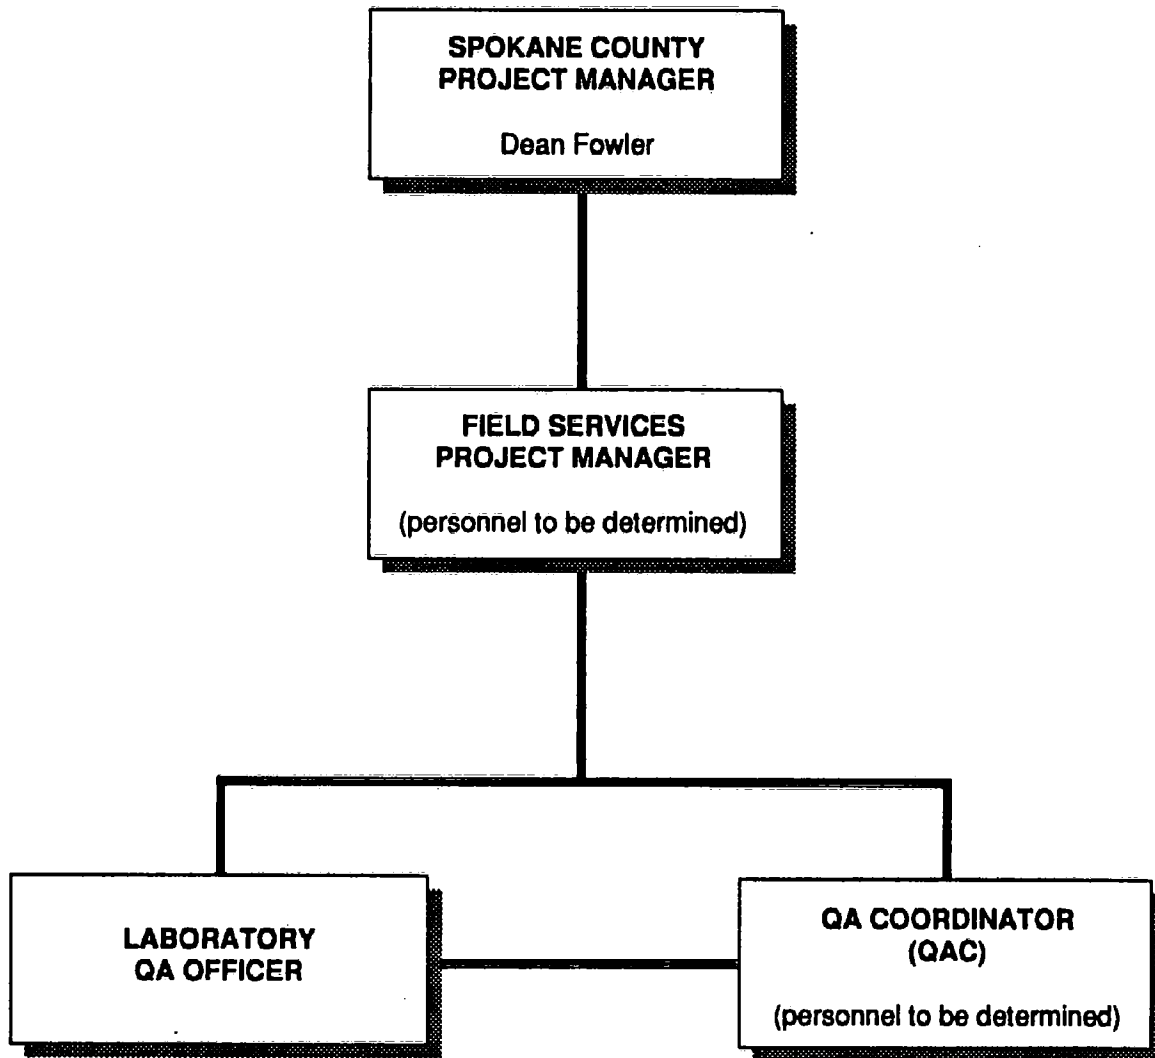 SPOKANE COUNTY
PROJECT MANAGER
Dean Fowler
FIELD SERVICES
PROJECT MANAGER
(personnel to be determined)
LABORATORY
QA OFFICER
QA COORDINATOR
(QAC)
(personnel to be determined)